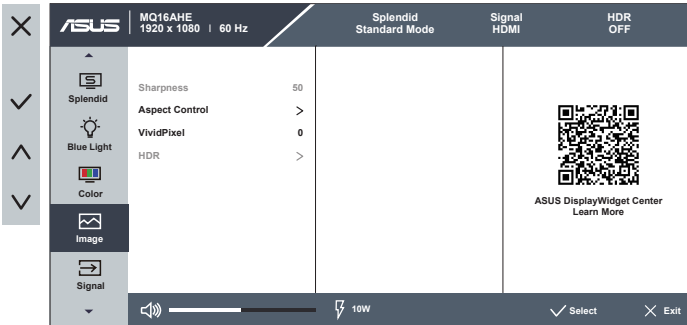 ASUS
MQ16AHE
1920 x 1080 | 60 Hz
Splendid
Standard Mode
Signal
HDMI
HDR
OFF
Splendid
Blue Light
Color
Image
Signal
Sharpness 50
Aspect Control >
VividPixel 0
HDR >
ASUS DisplayWidget Center
Learn More
10W
Select
Exit